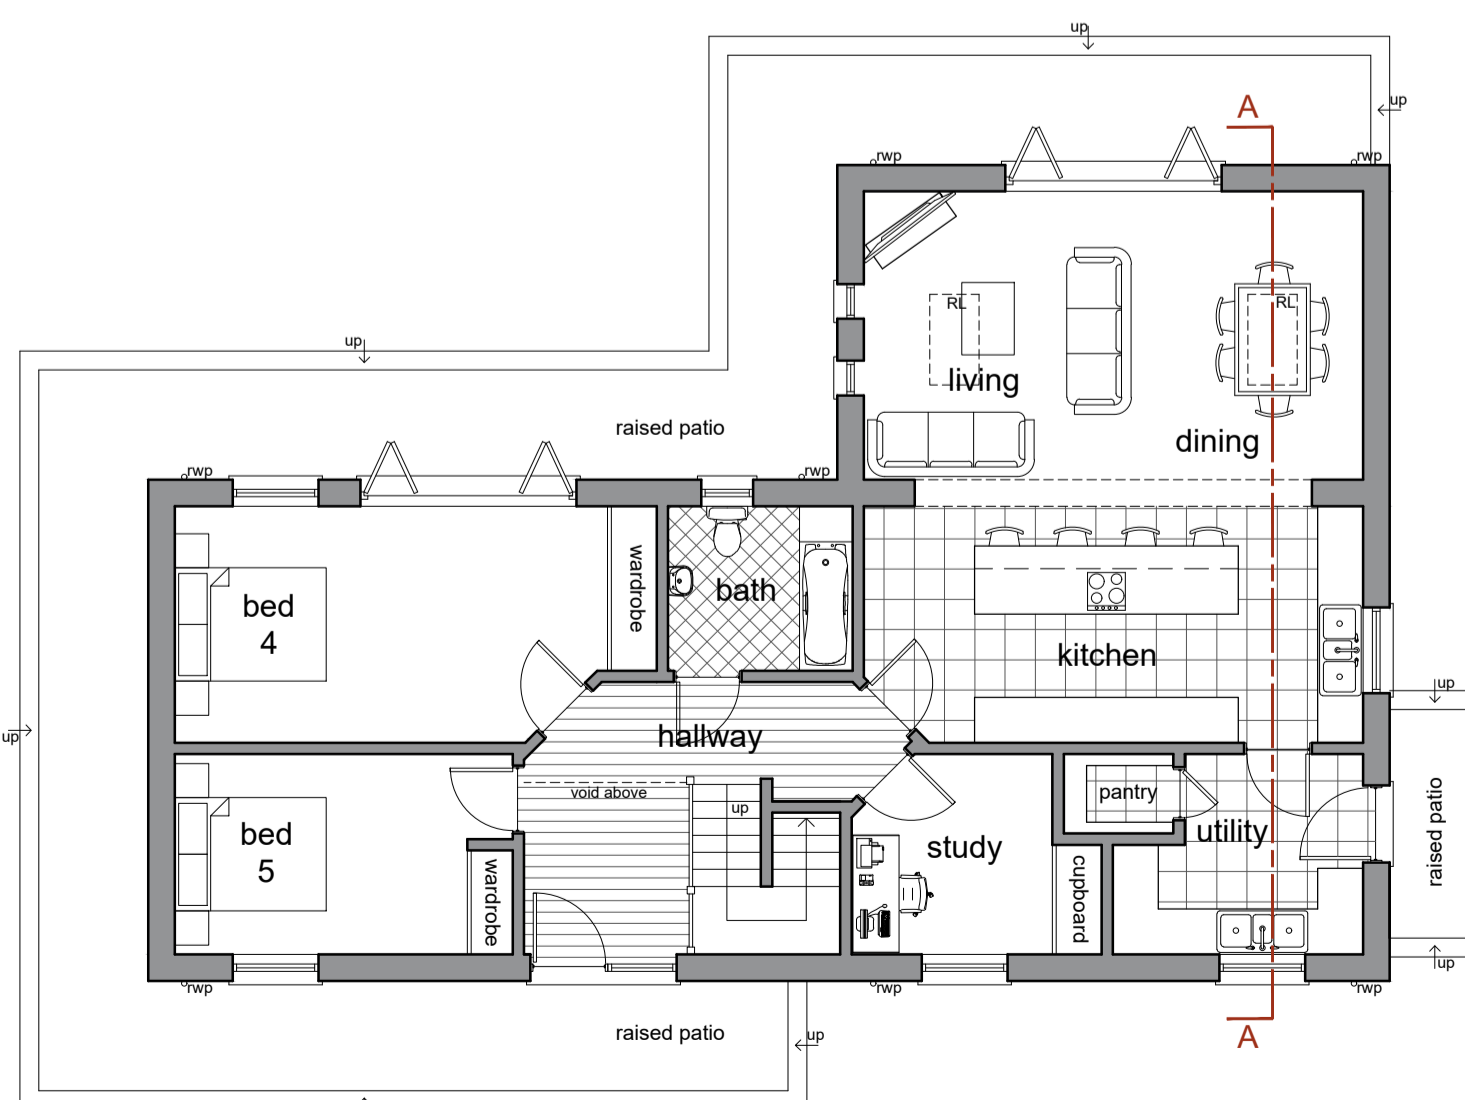 up
up
A
rwp
rwp
RL
RL
living
up
raised patio
dining
rwp
rwp
wardrobe
bath
bed
4
kitchen
up
up
hallway
void above
up
pantry
utility
raised patio
bed
5
study
wardrobe
cupboard
up
rwp
rwp
rwp
raised patio
up
A